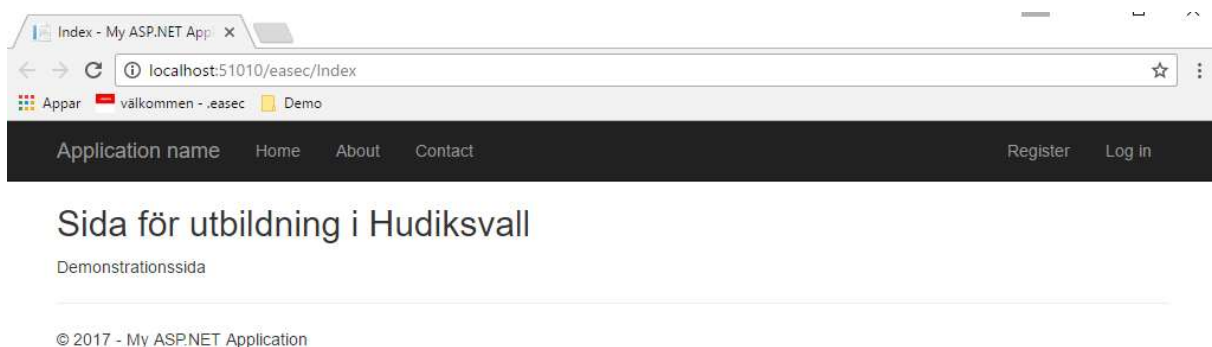 Index - My ASP.NET Appl
localhost:51010/easec/Index
Appar välkommen - .easec Demo
Application name Home About Contact Register Log in
Sida för utbildning i Hudiksvall
Demonstrationssida
© 2017 - My ASP.NET Application